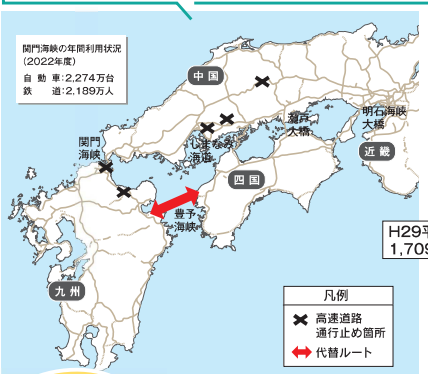 関門海峡の年間利用状況
（2022年度）
自動車：2,274万台
鉄　道：2,189万人
中国
関門
海峡
しまなみ
海道
瀬戸
大橋
明石海峡
大橋
近畿
四国
豊予
海峡
九州
H29平
1,709
凡例
高速道路
通行止め箇所
代替ルート